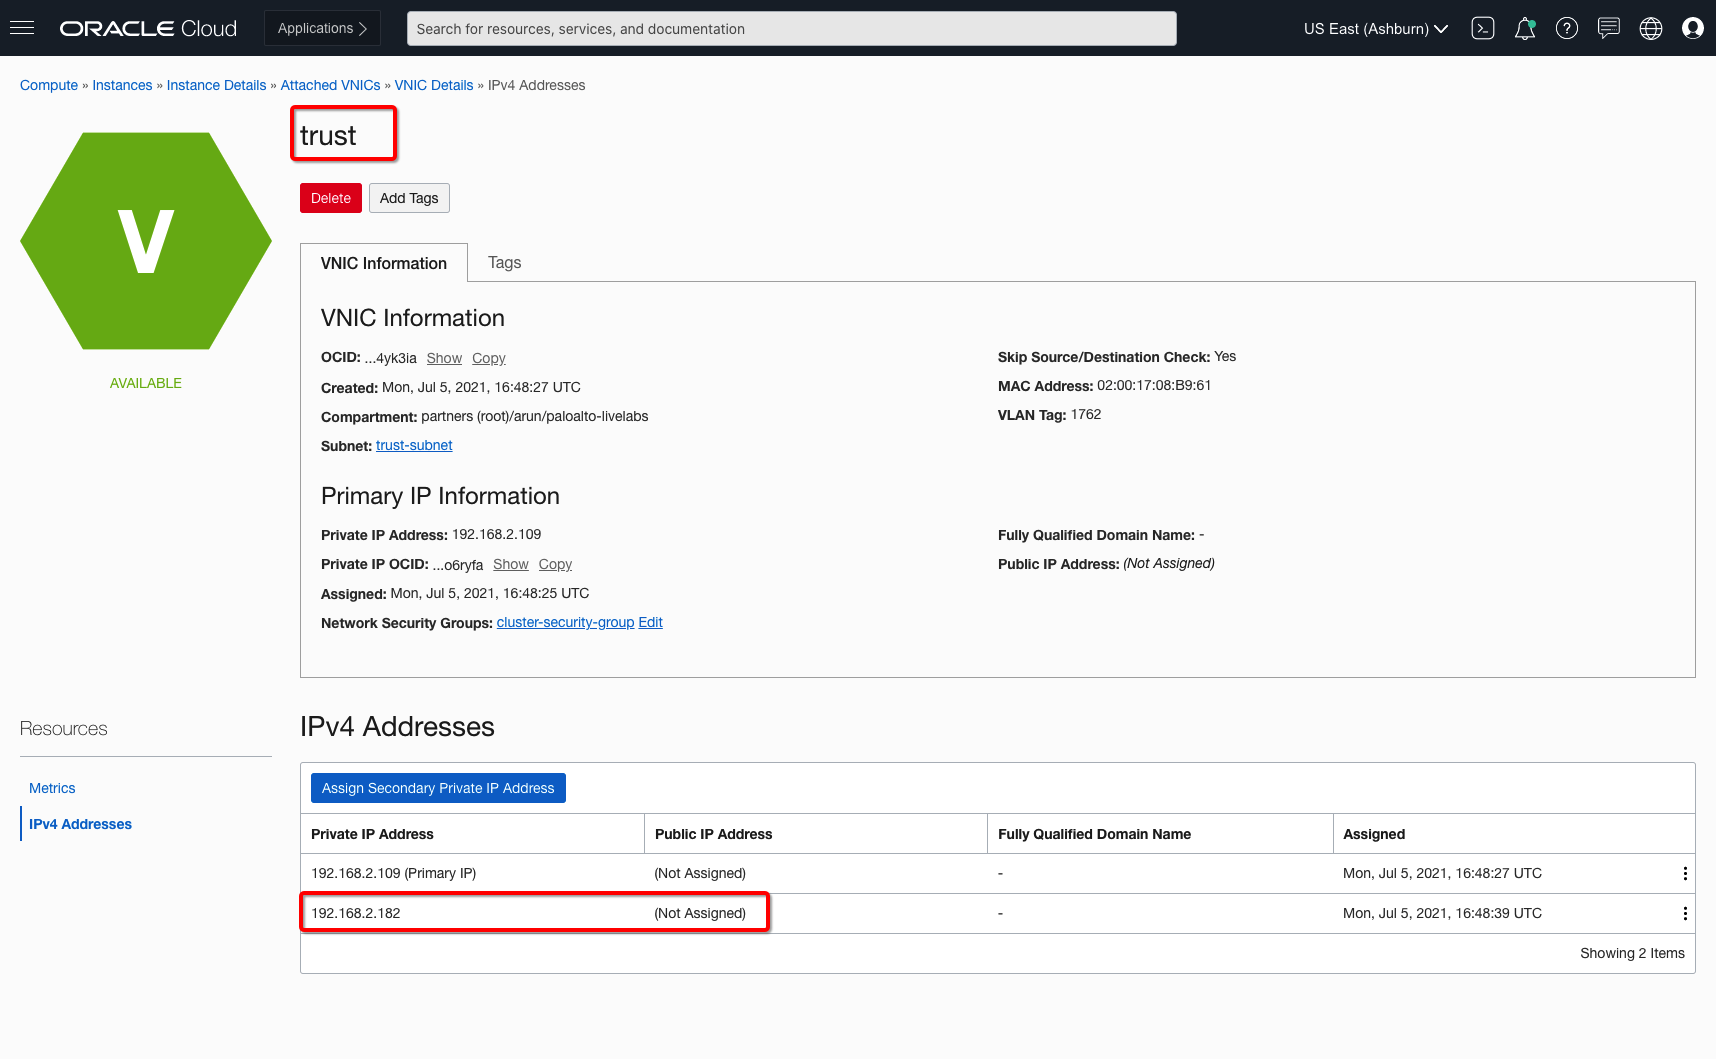 ORACLE Cloud
Applications
Search for resources, services, and documentation
US East (Ashburn)
Compute » Instances » Instance Details » Attached VNICs » VNIC Details » IPv4 Addresses
V
AVAILABLE
trust
Delete
Add Tags
VNIC Information
Tags
VNIC Information
OCID: ...4yk3ia Show Copy
Created: Mon, Jul 5, 2021, 16:48:27 UTC
Compartment: partners (root)/arun/paloalto-livelabs
Subnet: trust-subnet
Skip Source/Destination Check: Yes
MAC Address: 02:00:17:08:B9:61
VLAN Tag: 1762
Primary IP Information
Private IP Address: 192.168.2.109
Private IP OCID: ...o6ryfa Show Copy
Assigned: Mon, Jul 5, 2021, 16:48:25 UTC
Network Security Groups: cluster-security-group Edit
Fully Qualified Domain Name: -
Public IP Address: (Not Assigned)
Resources
Metrics
IPv4 Addresses
IPv4 Addresses
Assign Secondary Private IP Address
Private IP Address Public IP Address Fully Qualified Domain Name Assigned
192.168.2.109 (Primary IP) (Not Assigned) - Mon, Jul 5, 2021, 16:48:27 UTC
192.168.2.182 (Not Assigned) - Mon, Jul 5, 2021, 16:48:39 UTC
Showing 2 Items